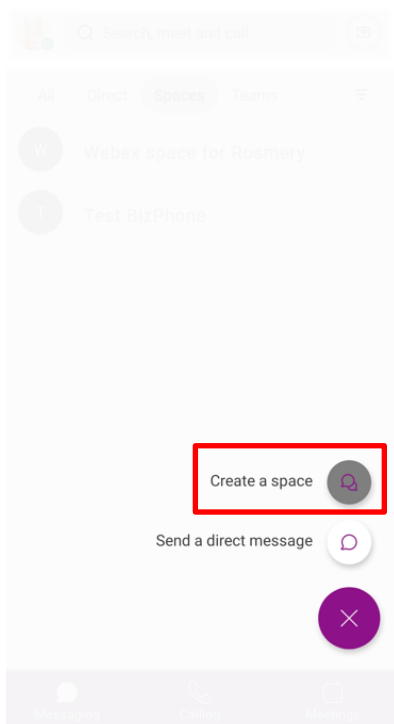 Search, meet and call
All Direct Spaces Teams
W Webex space for Rosmery
T Test BizPhone
Create a space
Send a direct message
Messaging Calling Meetings